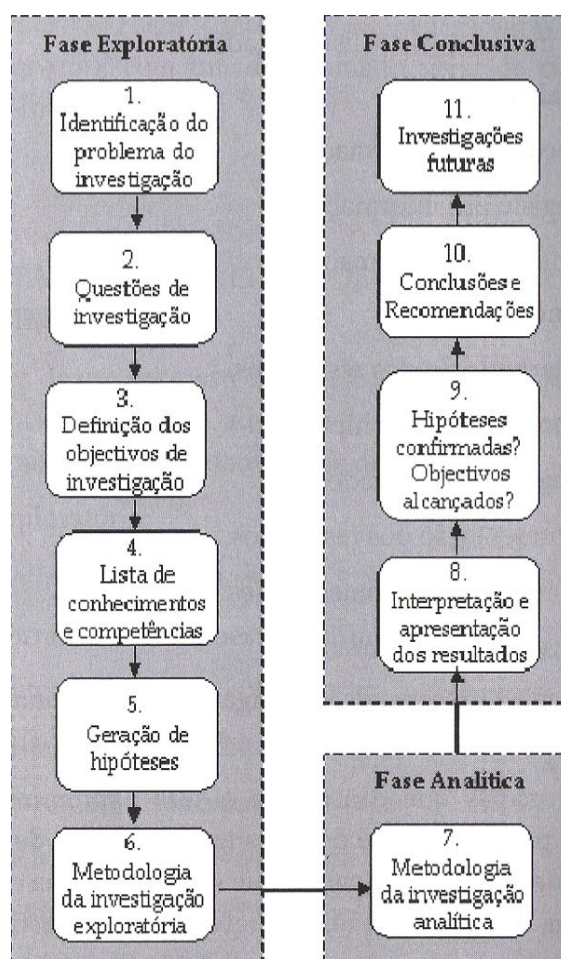 Fase Exploratória
1.
Identificação do
problema do
investigação
2.
Questões de
investigação
3.
Definição dos
objectivos de
investigação
4.
Lista de
conhecimentos
e competências
5.
Geração de
hipóteses
6.
Metodologia
da investigação
exploratória
Fase Analítica
7.
Metodologia
da investigação
analítica
Fase Conclusiva
8.
Interpretação e
apresentação
dos resultados
9.
Hipóteses
confirmadas?
Objectivos
alcançados?
10.
Conclusões e
Recomendações
11.
Investigações
futuras